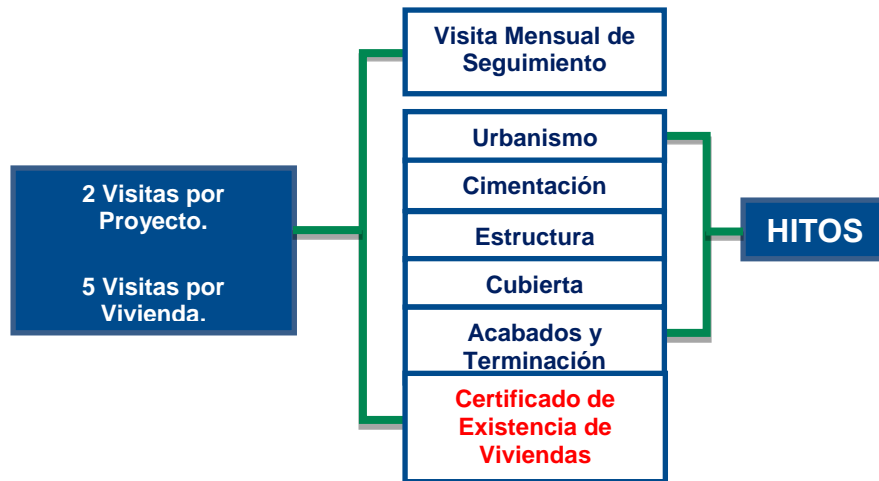 2 Visitas por
Proyecto.
5 Visitas por
Vivienda.
Visita Mensual de
Seguimiento
Urbanismo
Cimentación
Estructura
Cubierta
Acabados y
Terminación
Certificado de
Existencia de
Viviendas
HITOS